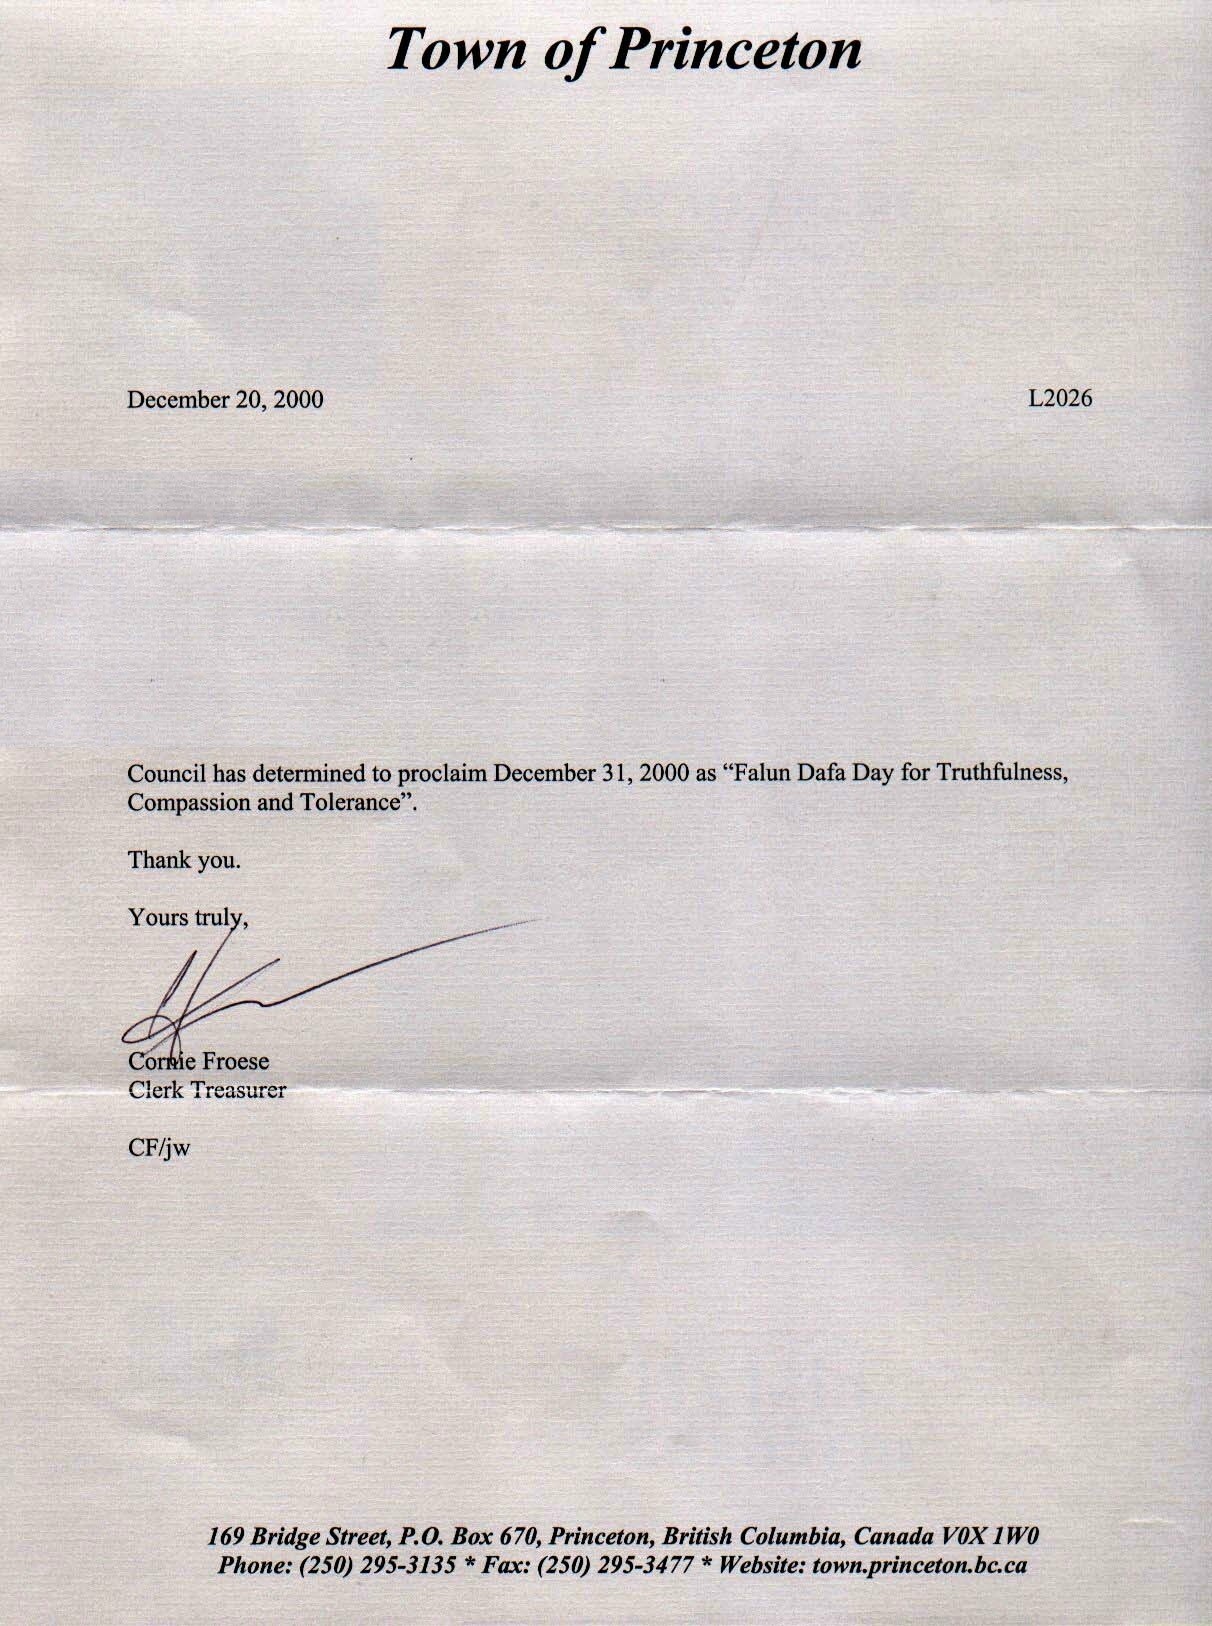 Town of Princeton
December 20, 2000 L2026
Council has determined to proclaim December 31, 2000 as “Falun Dafa Day for Truthfulness,
Compassion and Tolerance”.
Thank you.
Yours truly,
Cornie Froese
Clerk Treasurer
CF/jw
169 Bridge Street, P.O. Box 670, Princeton, British Columbia, Canada V0X 1W0
Phone: (250) 295-3135 * Fax: (250) 295-3477 * Website: town.princeton.bc.ca